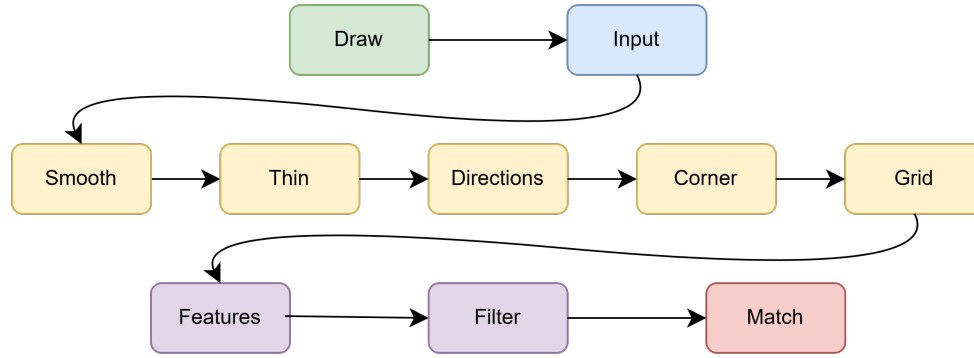 Draw
Input
Smooth
Thin
Directions
Corner
Grid
Features
Filter
Match